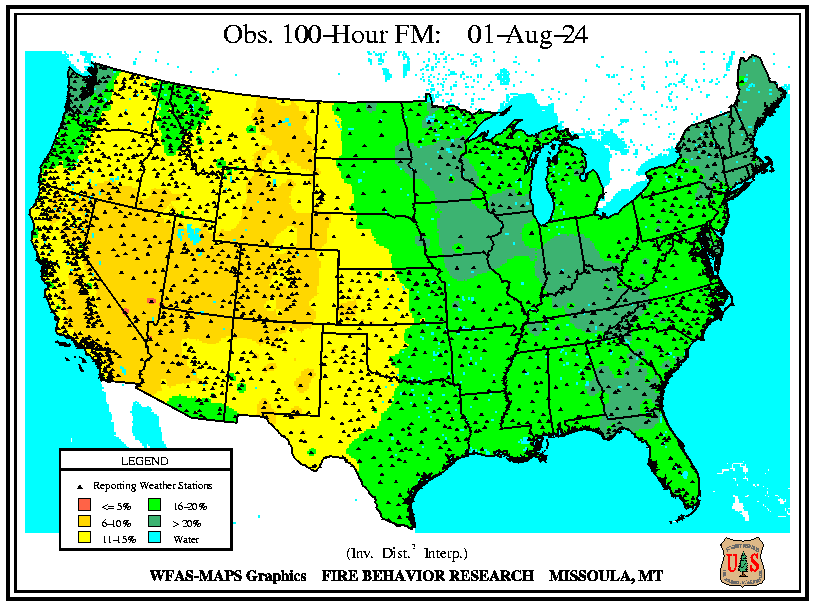 Obs. 100-Hour FM: 01-Aug-24
LEGEND
Reporting Weather Stations
<= 5% 16-20%
6-10% > 20%
11-15% Water
(Inv. Dist.² Interp.)
WFAS-MAPS Graphics FIRE BEHAVIOR RESEARCH MISSOULA, MT
U S